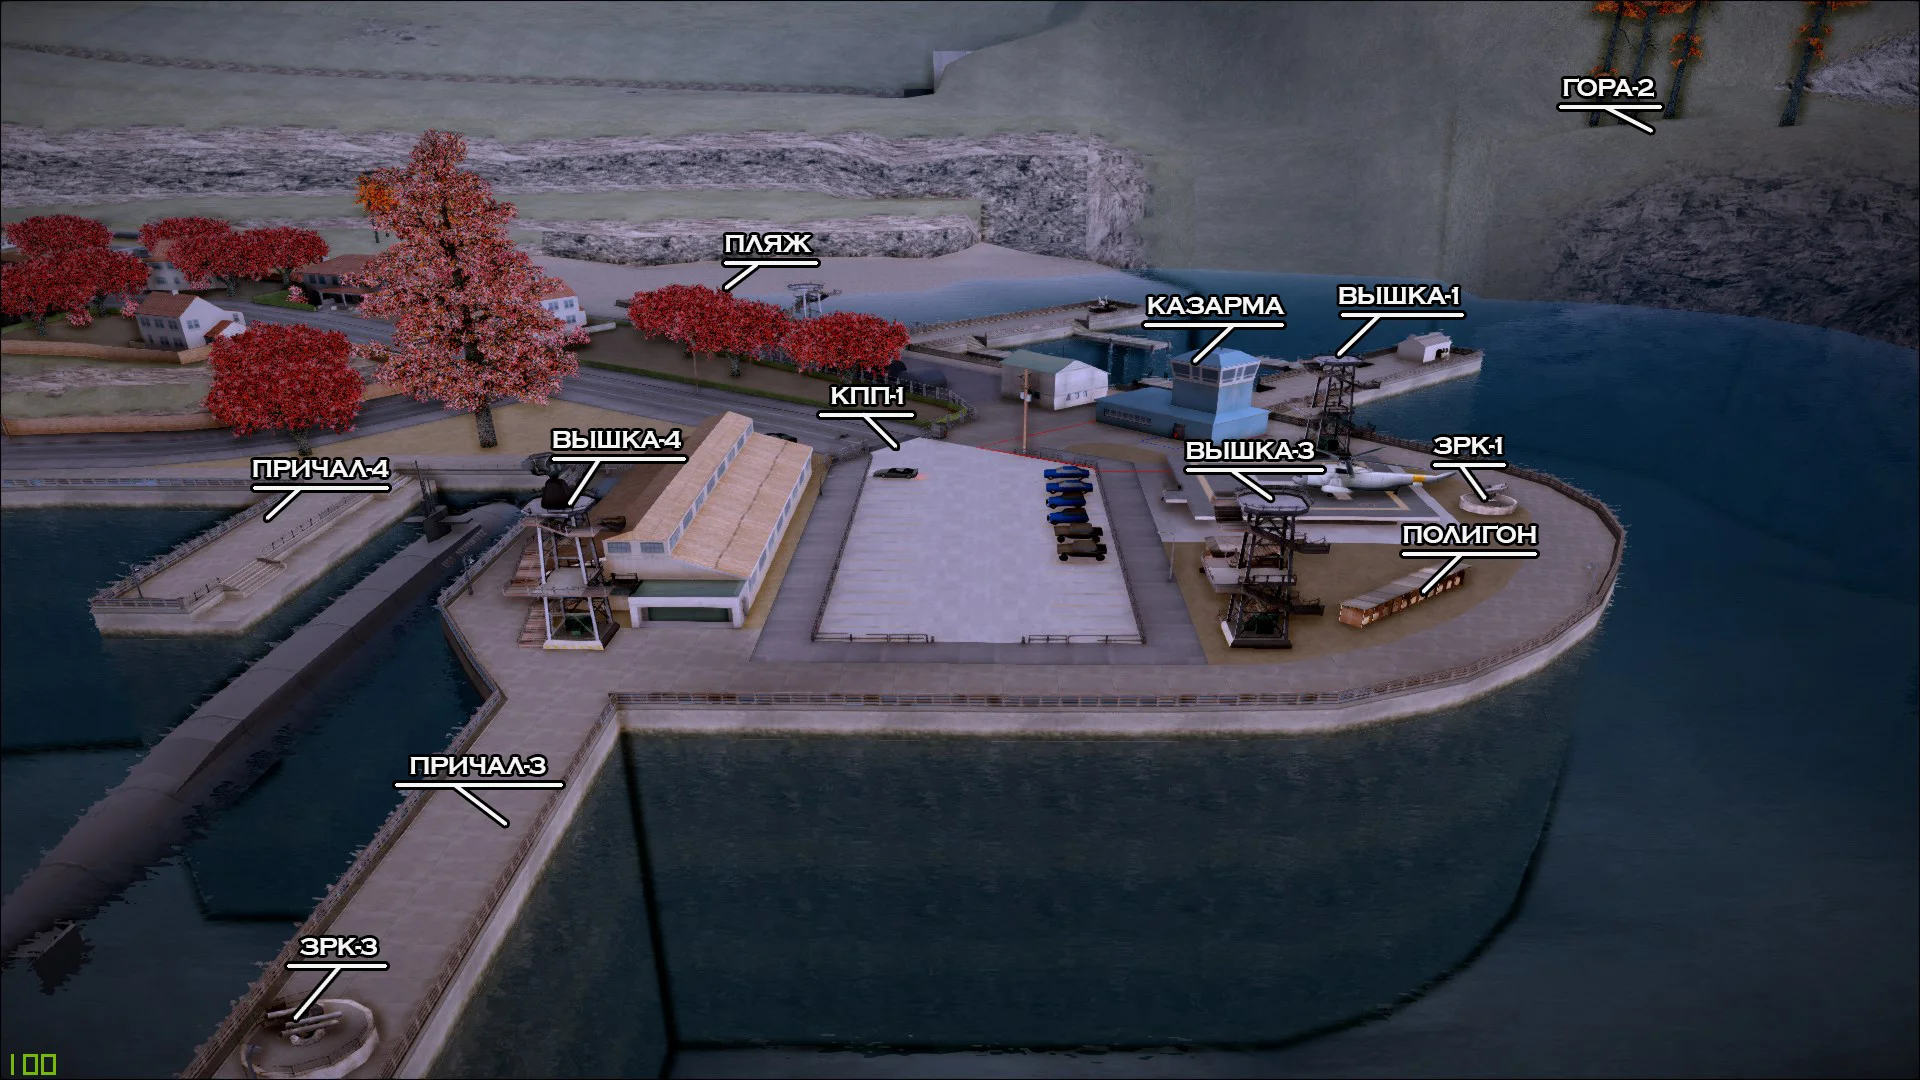 ГОРА-2
ПЛЯЖ
КАЗАРМА
ВЫШКА-1
КПП-1
ВЫШКА-4
ВЫШКА-3
ЗРК-1
ПРИЧАЛ-4
ПОЛИГОН
ПРИЧАЛ-3
ЗРК-3
100